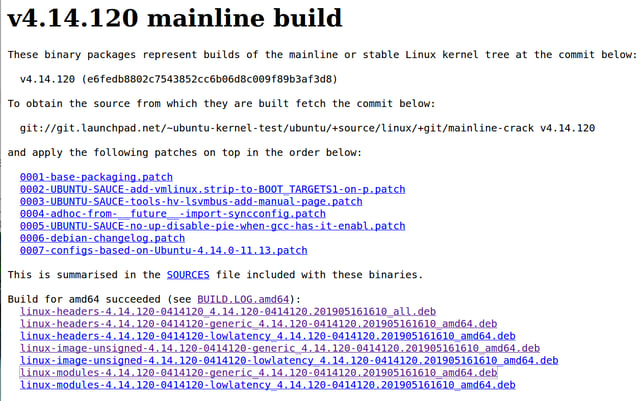 v4.14.120 mainline build
These binary packages represent builds of the mainline or stable Linux kernel tree at the commit below:
v4.14.120 (e6fedb8802c7543852cc6b06d8c009f89b3af3d8)
To obtain the source from which they are built fetch the commit below:
git://git.launchpad.net/~ubuntu-kernel-test/ubuntu/+source/linux/+git/mainline-crack v4.14.120
and apply the following patches on top in the order below:
0001-base-packaging.patch
0002-UBUNTU-SAUCE-add-vmlinux.strip-to-BOOT_TARGETS1-on-p.patch
0003-UBUNTU-SAUCE-tools-hv-lsvmbus-add-manual-page.patch
0004-adhoc-from-__future__-import-syncconfig.patch
0005-UBUNTU-SAUCE-no-up-disable-pie-when-gcc-has-it-enabl.patch
0006-debian-changelog.patch
0007-configs-based-on-Ubuntu-4.14.0-11.13.patch
This is summarised in the SOURCES file included with these binaries.
Build for amd64 succeeded (see BUILD.LOG.amd64):
linux-headers-4.14.120-0414120_4.14.120-0414120.201905161610_all.deb
linux-headers-4.14.120-0414120-generic_4.14.120-0414120.201905161610_amd64.deb
linux-headers-4.14.120-0414120-lowlatency_4.14.120-0414120.201905161610_amd64.deb
linux-image-unsigned-4.14.120-0414120-generic_4.14.120-0414120.201905161610_amd64.deb
linux-image-unsigned-4.14.120-0414120-lowlatency_4.14.120-0414120.201905161610_amd64.deb
linux-modules-4.14.120-0414120-generic_4.14.120-0414120.201905161610_amd64.deb
linux-modules-4.14.120-0414120-lowlatency_4.14.120-0414120.201905161610_amd64.deb